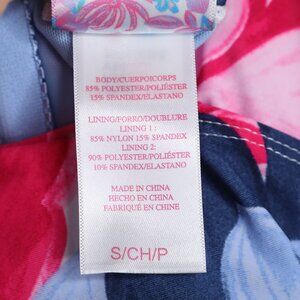 BODY/CUERPO/CORPS
85% POLYESTER/POLIÉSTER
15% SPANDEX/ELASTANO
LINING/FORRO/DOUBLURE
LINING 1 :
85% NYLON 15% SPANDEX
LINING 2:
90% POLYESTER/POLIÉSTER
10% SPANDEX/ELASTANO
MADE IN CHINA
HECHO EN CHINA
FABRIQUÉ EN CHINE
S/CH/P